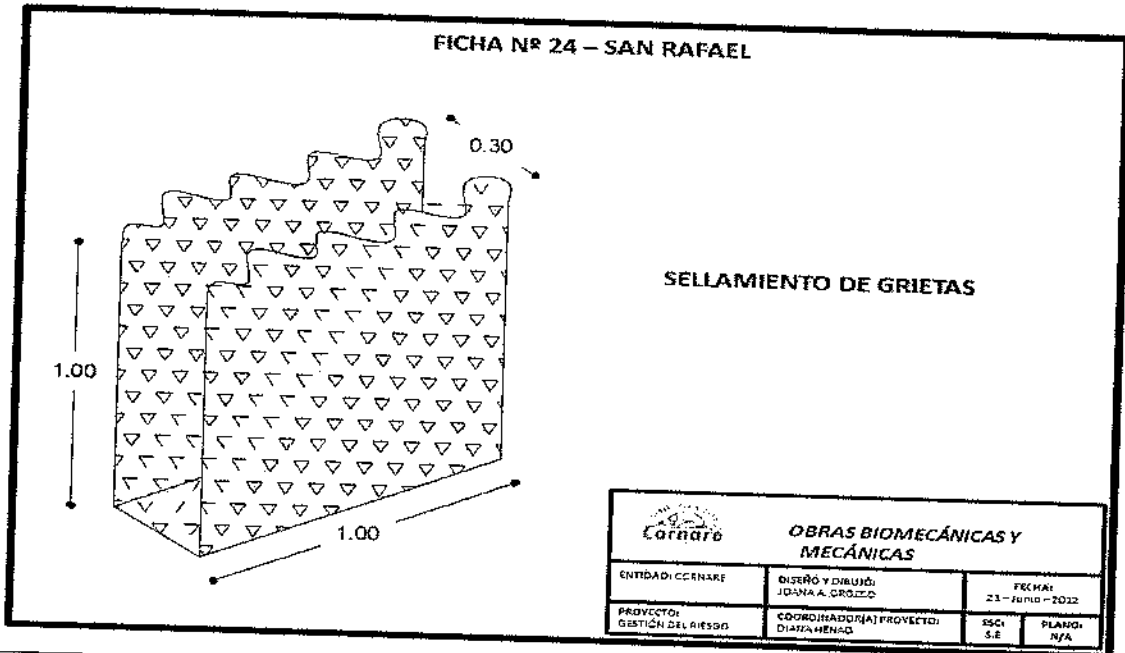 FICHA Nº 24 – SAN RAFAEL
0.30
SELLAMIENTO DE GRIETAS
1.00
1.00
Cornare
OBRAS BIOMECÁNICAS Y
MECÁNICAS
ENTIDAD: CORNARE
DISEÑO Y DIBUJÓ:
JOANA A. OROZCO
FECHA:
23 – Junio – 2012
PROYECTO:
GESTIÓN DEL RIESGO
COORDINADOR(A) PROYECTO:
DIANA HENAO
ESC:
S.E
PLANO:
N/A